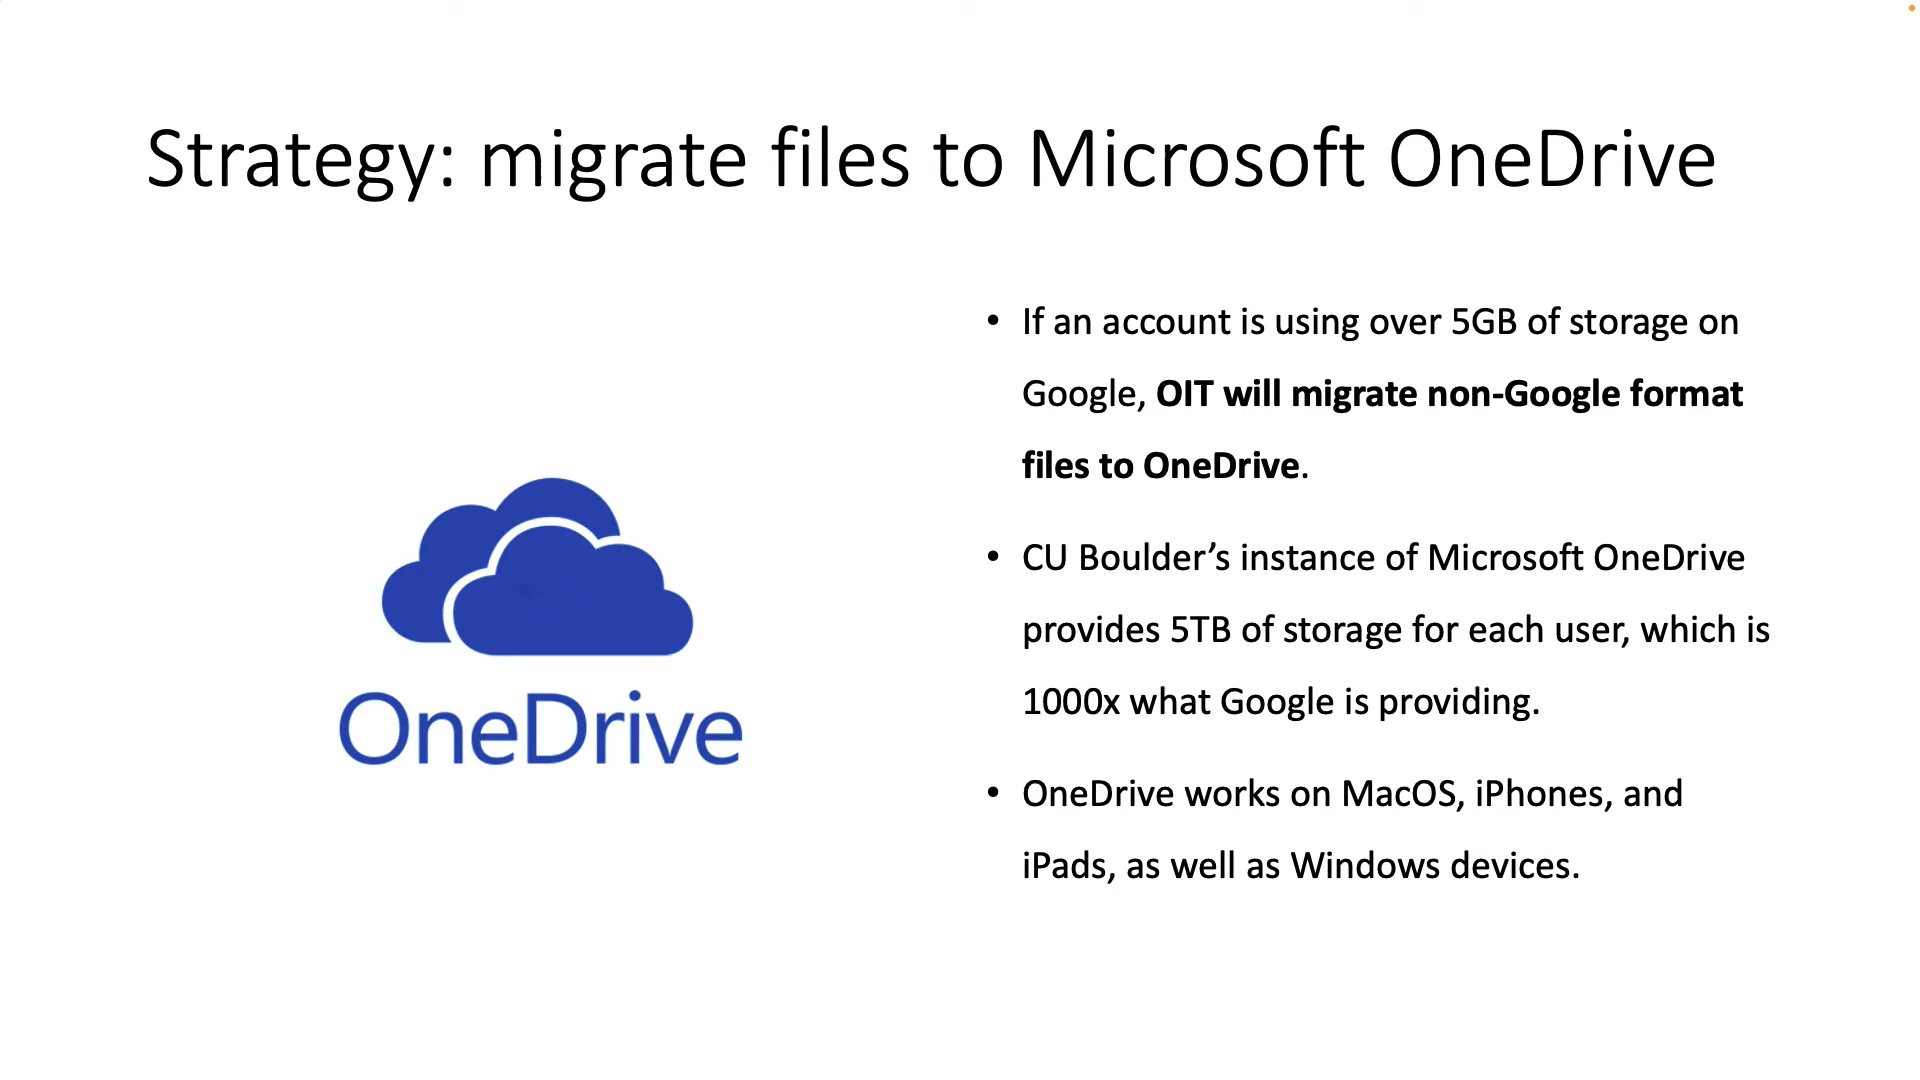 Strategy: migrate files to Microsoft OneDrive
OneDrive
• If an account is using over 5GB of storage on
Google, OIT will migrate non-Google format
files to OneDrive.
• CU Boulder’s instance of Microsoft OneDrive
provides 5TB of storage for each user, which is
1000x what Google is providing.
• OneDrive works on MacOS, iPhones, and
iPads, as well as Windows devices.